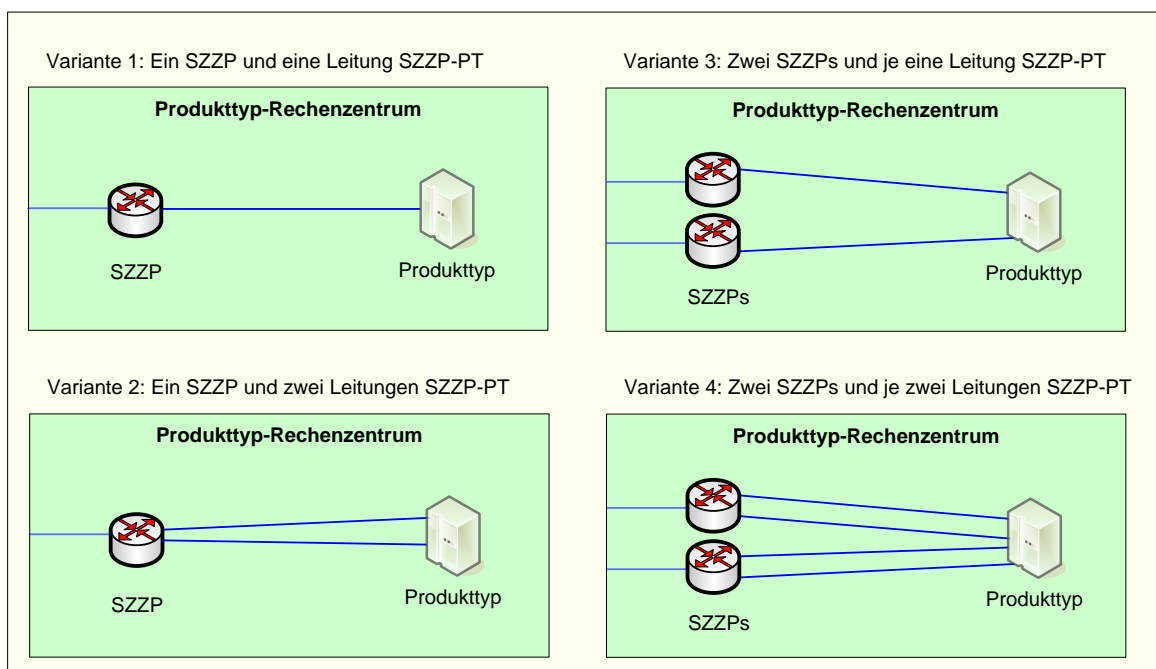 Variante 1: Ein SZZP und eine Leitung SZZP-PT
Produkttyp-Rechenzentrum
SZZP
Produkttyp
Variante 3: Zwei SZZPs und je eine Leitung SZZP-PT
Produkttyp-Rechenzentrum
SZZPs
Produkttyp
Variante 2: Ein SZZP und zwei Leitungen SZZP-PT
Produkttyp-Rechenzentrum
SZZP
Produkttyp
Variante 4: Zwei SZZPs und je zwei Leitungen SZZP-PT
Produkttyp-Rechenzentrum
SZZPs
Produkttyp